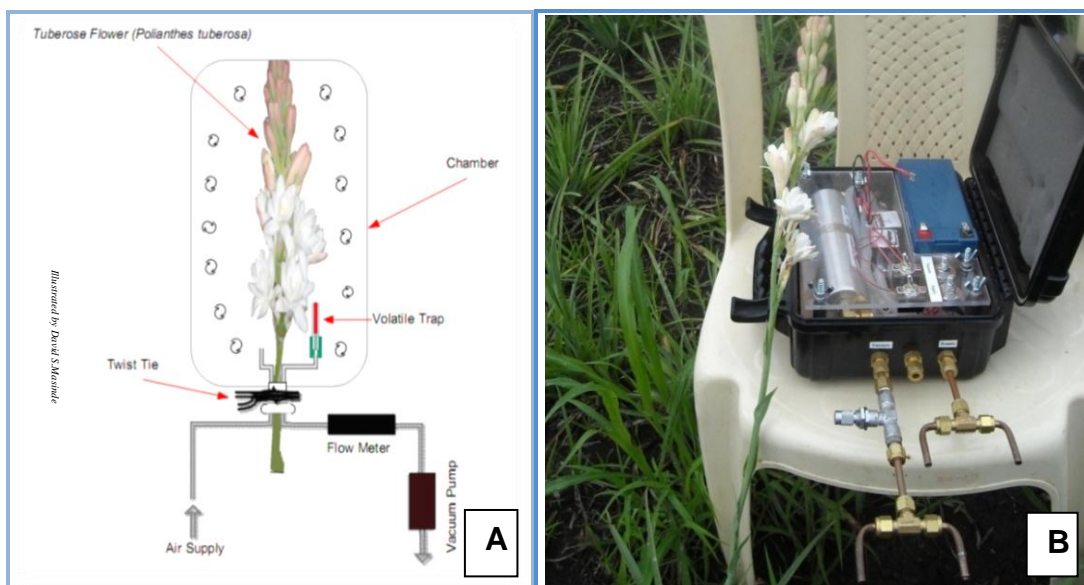 Tuberose Flower (Polianthes tuberosa)
Chamber
Illustrated by David S.Masinde
Volatile Trap
Twist Tie
Flow Meter
Vacuum Pump
Air Supply
A
B